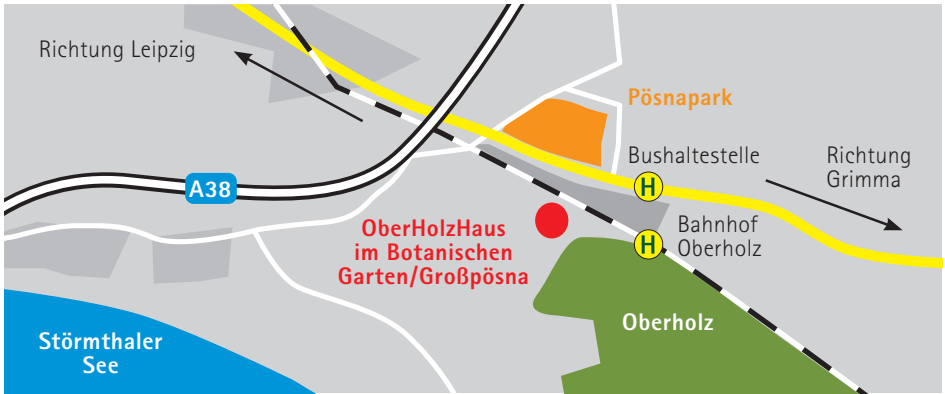 Richtung Leipzig
Pösnapark
Bushaltestelle
H
Richtung
Grimma
A38
OberHolzHaus
im Botanischen
Garten/Großpösna
Bahnhof
Oberholz
H
Oberholz
Störmthaler
See